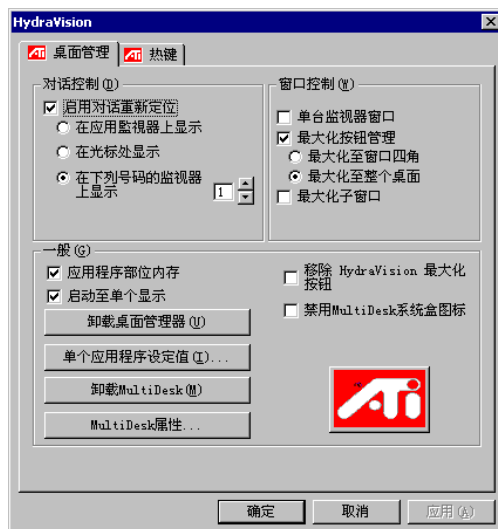 HydraVision
ATi 桌面管理
ATi 热键
对话控制(D)
启用对话重新定位
在应用監視器上显示
在光标处显示
在下列号码的监视器
上显示
1
窗口控制(W)
单台监视器窗口
最大化按钮管理
最大化至窗口四角
最大化至整个桌面
最大化子窗口
一般(G)
应用程序部位内存
启动至单个显示
卸载桌面管理器(U)
单个应用程序设定值(I)...
卸载MultiDesk(M)
MultiDesk属性...
移除 HydraVision 最大化
按钮
禁用MultiDesk系统盒图标
ATi
确定
取消
应用(A)